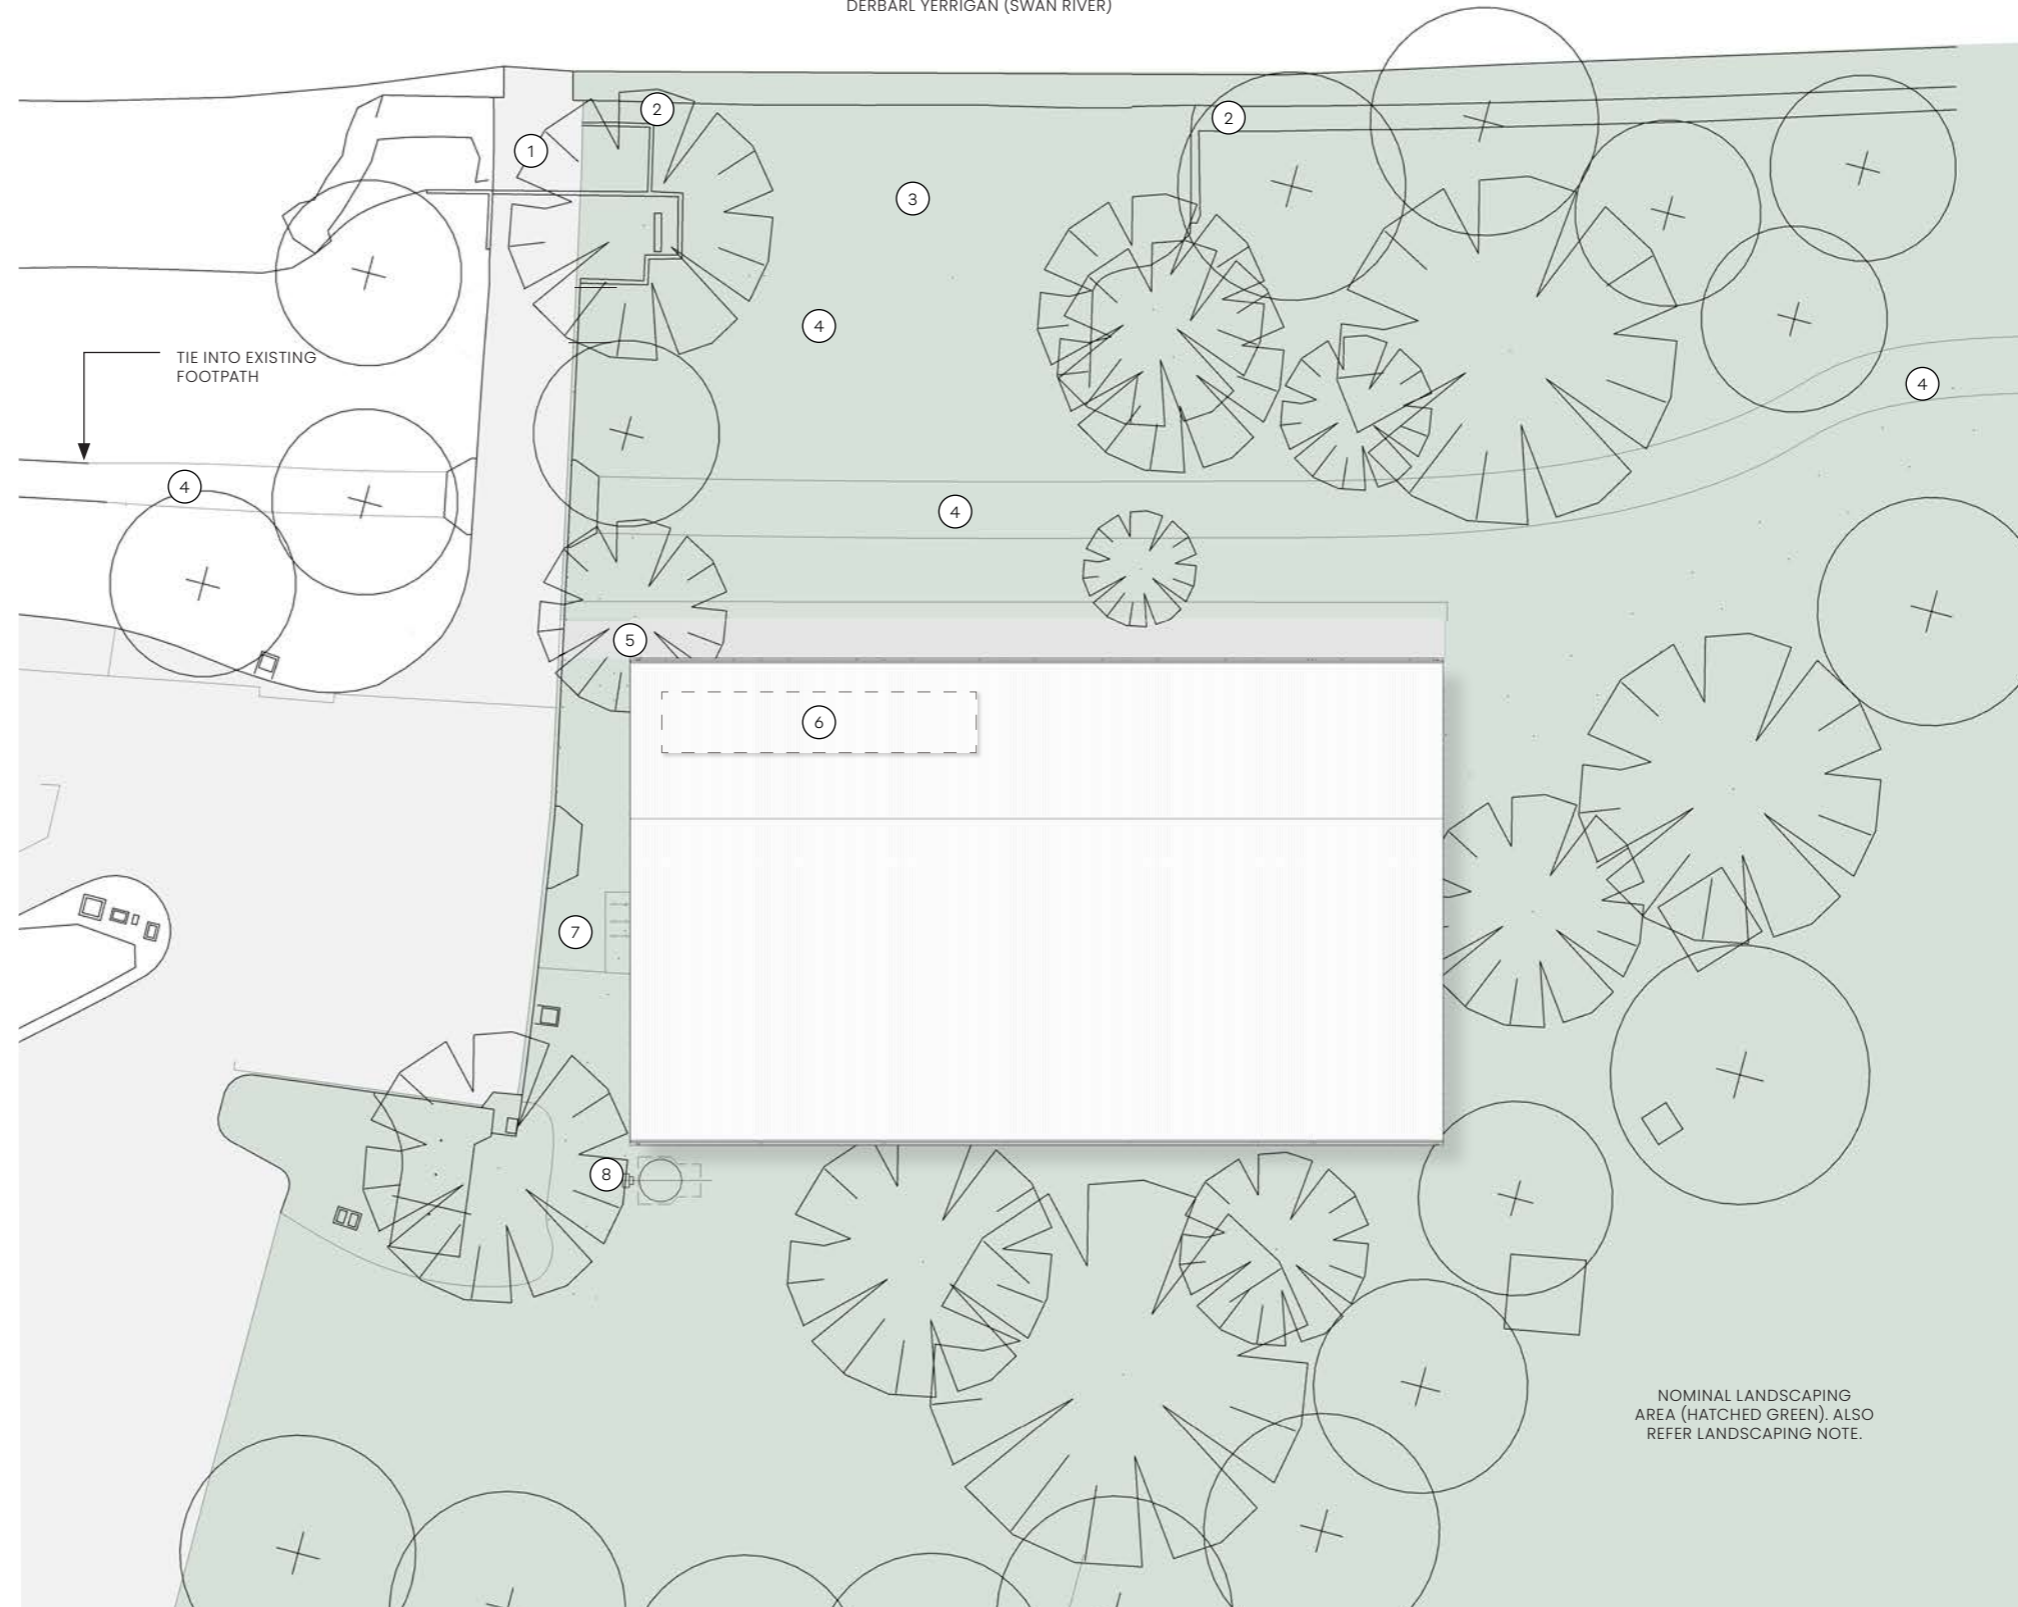 DERBARL YERRIGAN (SWAN RIVER)
2
2
1
3
4
TIE INTO EXISTING
FOOTPATH
4
4
4
5
6
7
8
NOMINAL LANDSCAPING
AREA (HATCHED GREEN). ALSO
REFER LANDSCAPING NOTE.